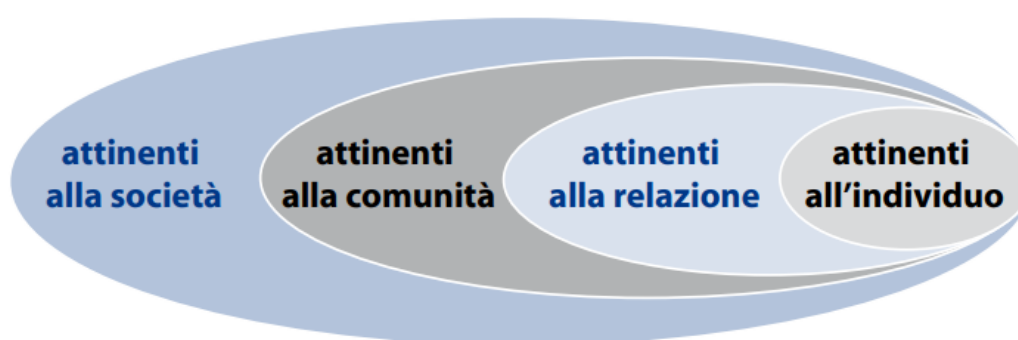 attinenti
alla società
attinenti
alla comunità
attinenti
alla relazione
attinenti
all’individuo